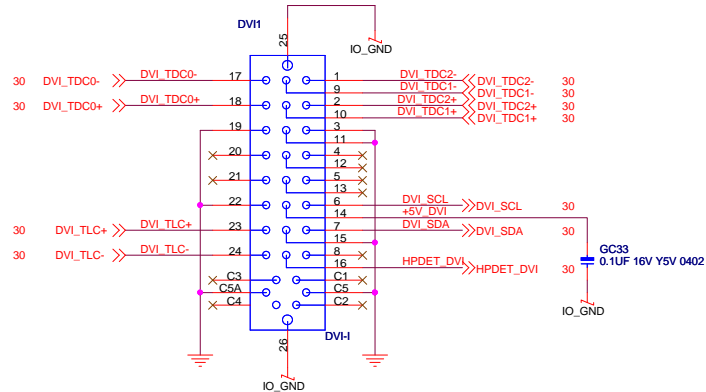 DVI1
25
IO_GND
30 DVI_TDC0- DVI_TDC0- 17 1 DVI_TDC2- DVI_TDC2- 30
9 DVI_TDC1- DVI_TDC1- 30
30 DVI_TDC0+ DVI_TDC0+ 18 2 DVI_TDC2+ DVI_TDC2+ 30
10 DVI_TDC1+ DVI_TDC1+ 30
19 3
11
20 4
12
21 5
13
22 6 DVI_SCL DVI_SCL 30
14 +5V_DVI
30 DVI_TLC+ DVI_TLC+ 23 7 DVI_SDA DVI_SDA 30
15
30 DVI_TLC- DVI_TLC- 24 8
GC33
16 HPDET_DVI HPDET_DVI 30
0.1UF 16V Y5V 0402
C3 C1
C5A C5
C4 C2
IO_GND
DVI-I
26
IO_GND